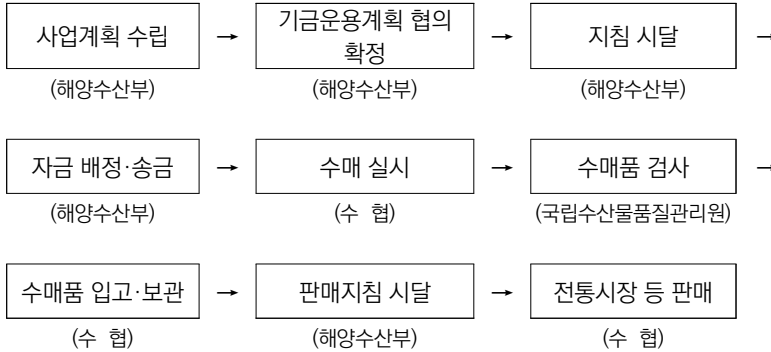 사업계획 수립 → 기금운용계획 협의 확정 → 지침 시달 →
(해양수산부) (해양수산부) (해양수산부)
자금 배정·송금 → 수매 실시 → 수매품 검사 →
(해양수산부) (수 협) (국립수산물품질관리원)
수매품 입고·보관 → 판매지침 시달 → 전통시장 등 판매
(수 협) (해양수산부) (수 협)